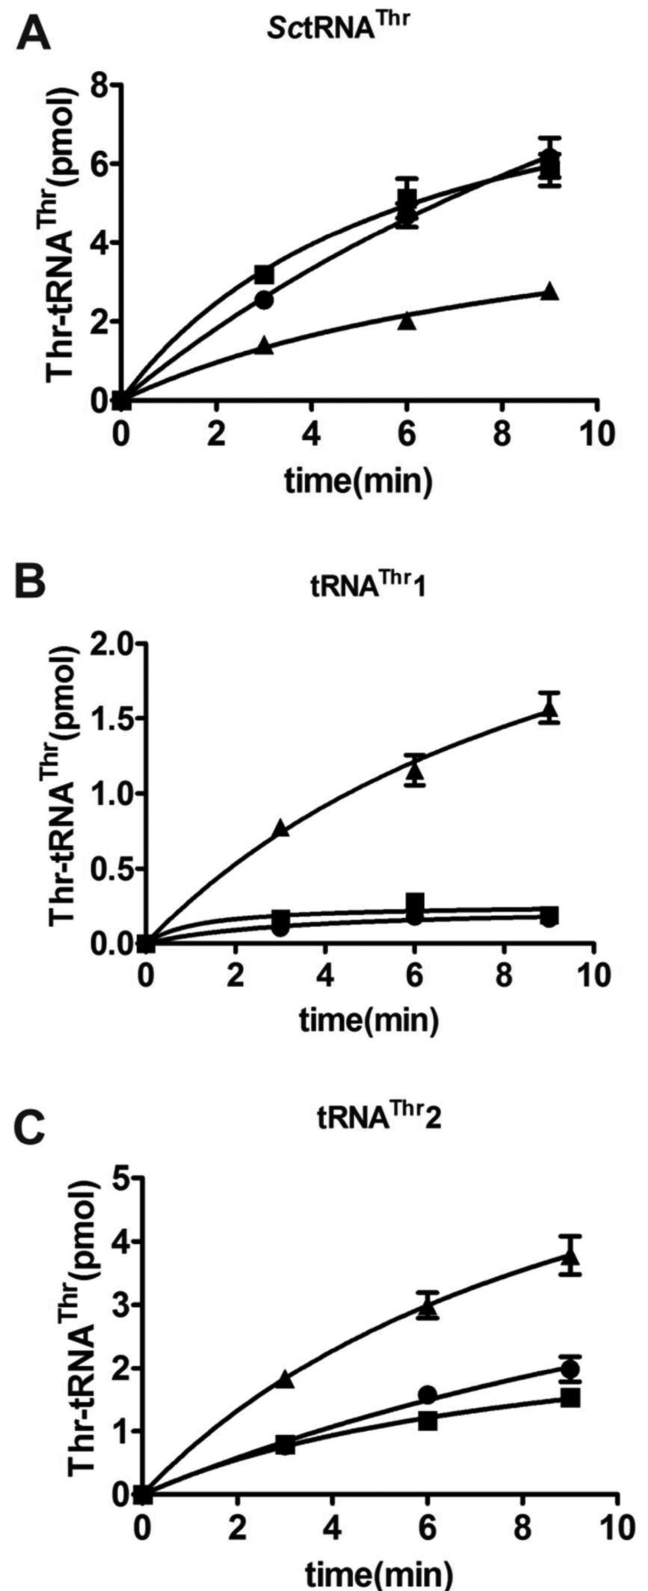 A
SctRNAThr
Thr-tRNAThr(pmol)
8
6
4
2
0
0 2 4 6 8 10
time(min)
B
tRNAThr1
Thr-tRNAThr(pmol)
2.0
1.5
1.0
0.5
0.0
0 2 4 6 8 10
time(min)
C
tRNAThr2
Thr-tRNAThr(pmol)
5
4
3
2
1
0
0 2 4 6 8 10
time(min)